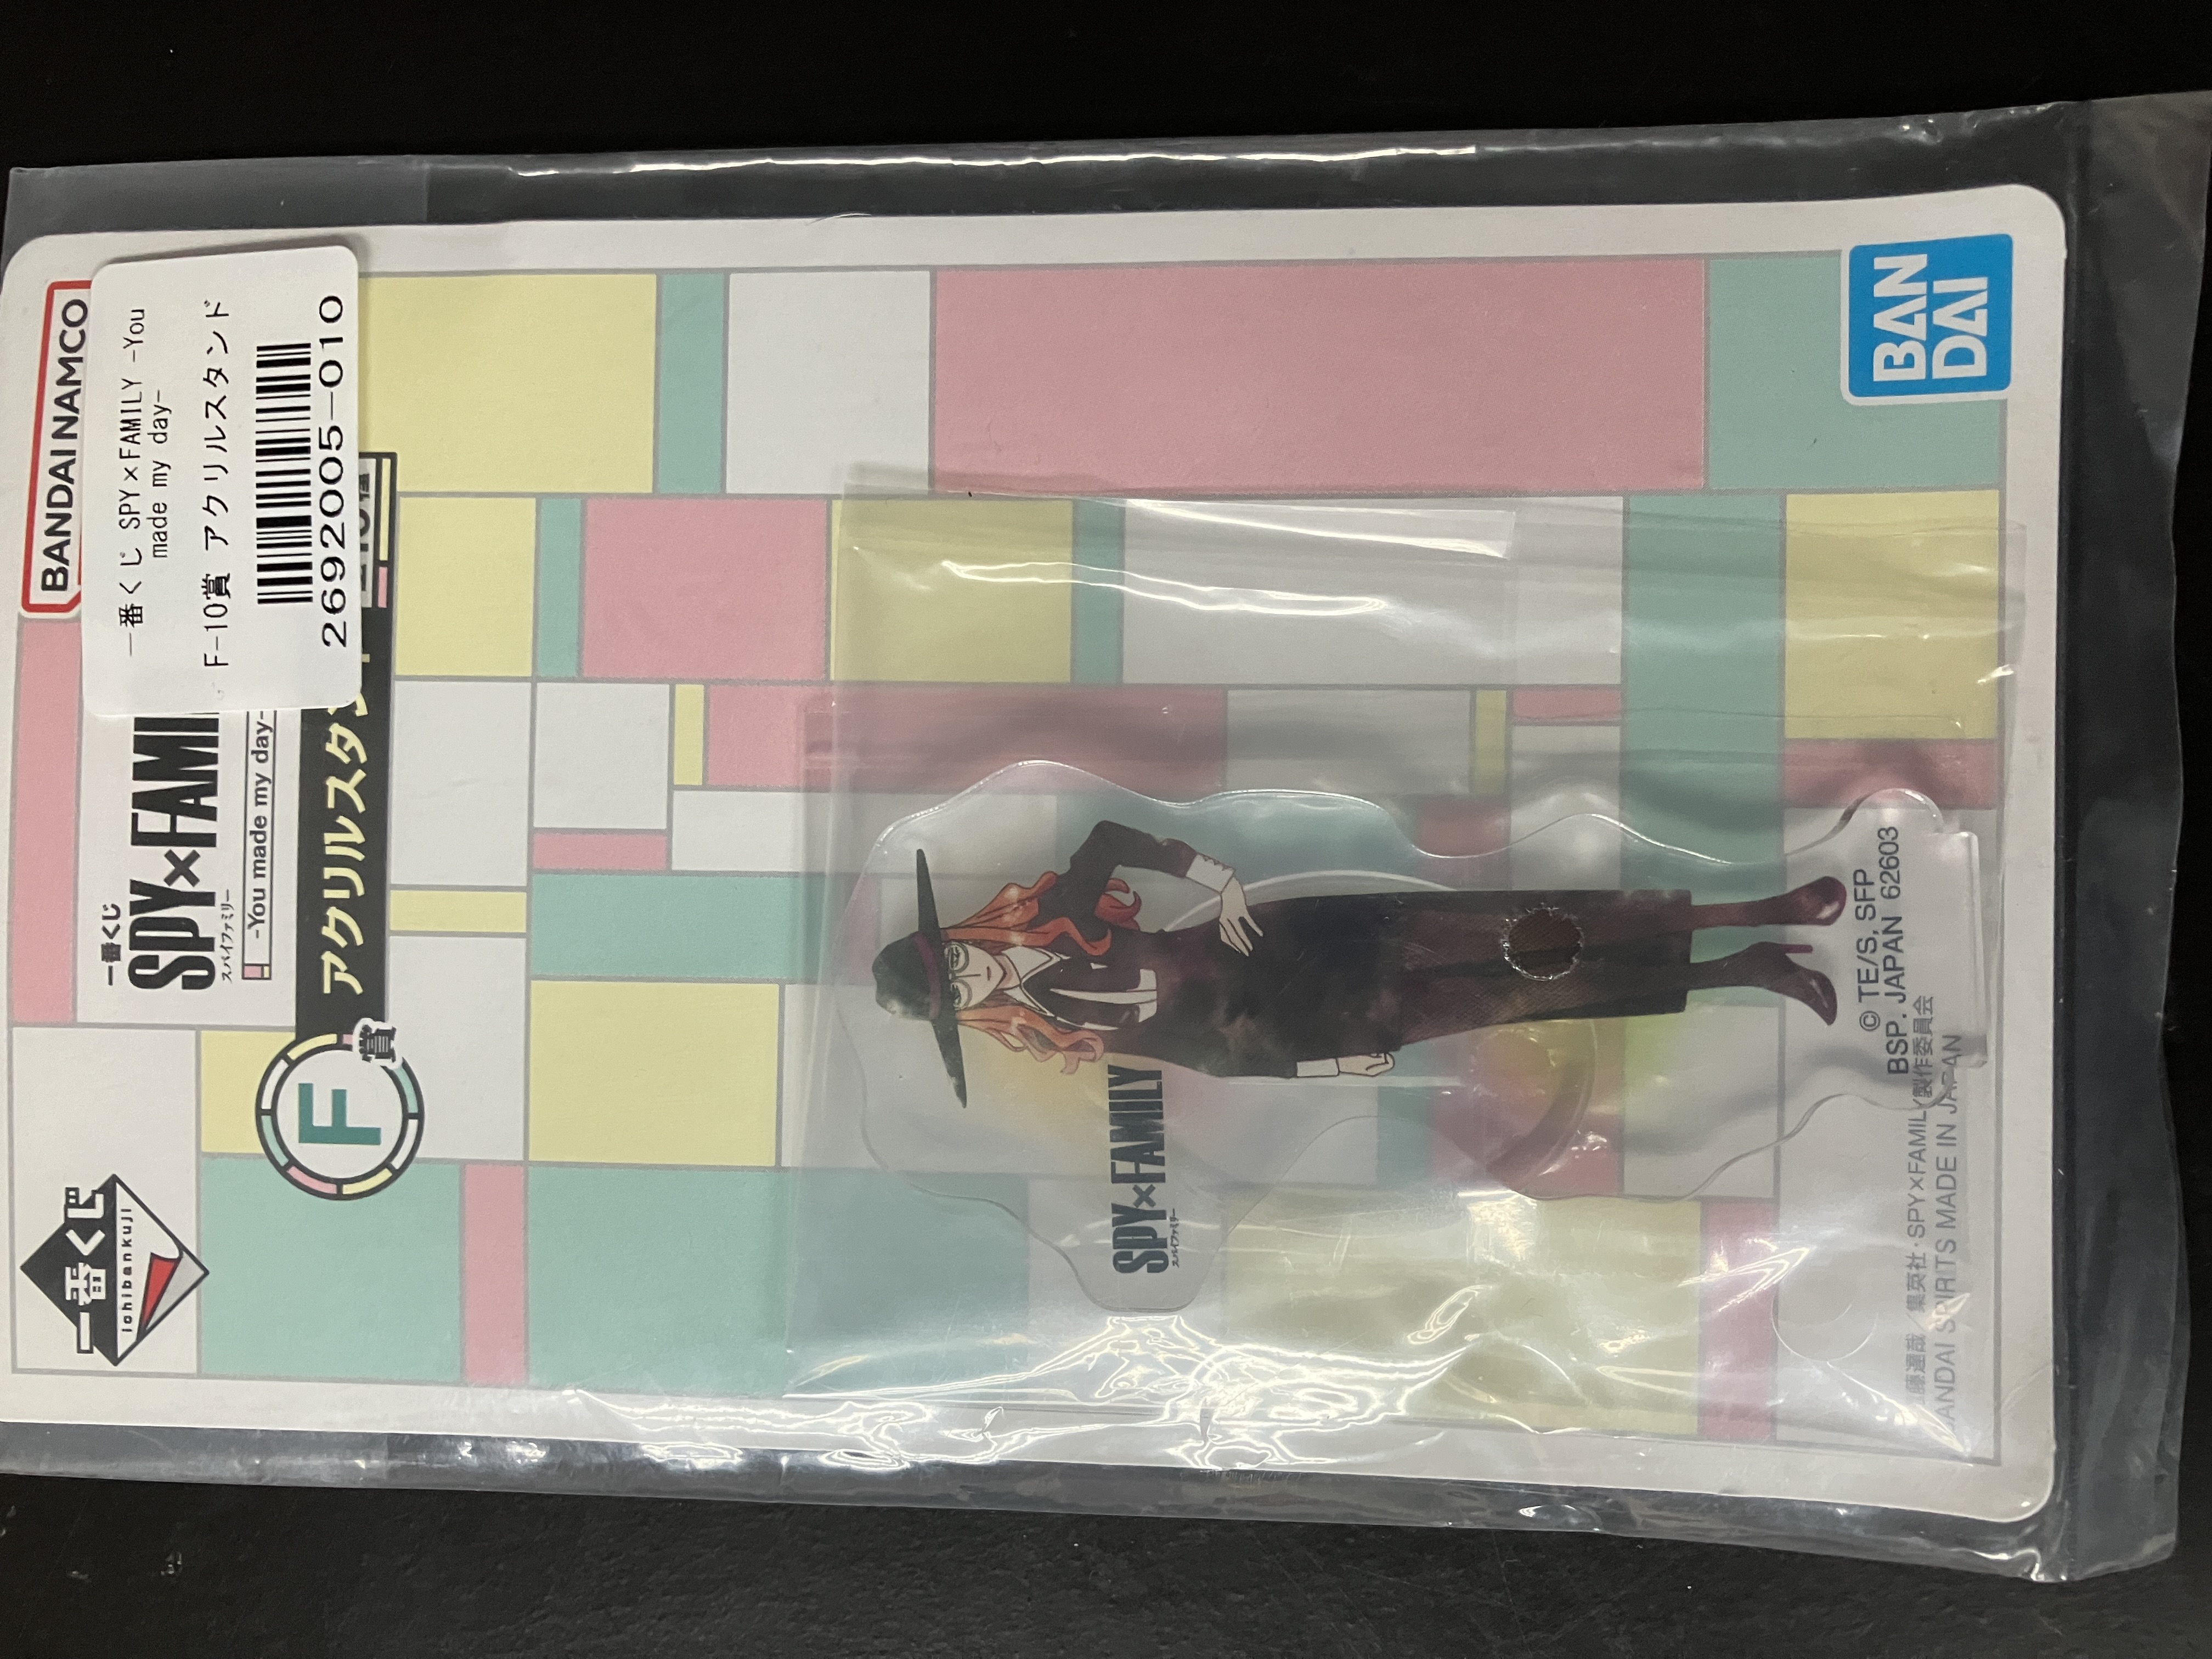 BANDAI NAMCO
一番くじ SPY×FAMILY -You
made my day-
F-10賞 アクリルスタンド
2692005-010
一番くじ
Ichibankuji
一番くじ
SPY×FAMI
スパイファミリー
-You made my day-
F賞
アクリルスタン
BAN
DAI
SPY×FAMILY
スパイファミリー
© TE/S, SFP
BSP. JAPAN 62603
藤達哉/集英社・SPY×FAMILY製作委員会
ANDAI SPIRITS MADE IN JAPAN